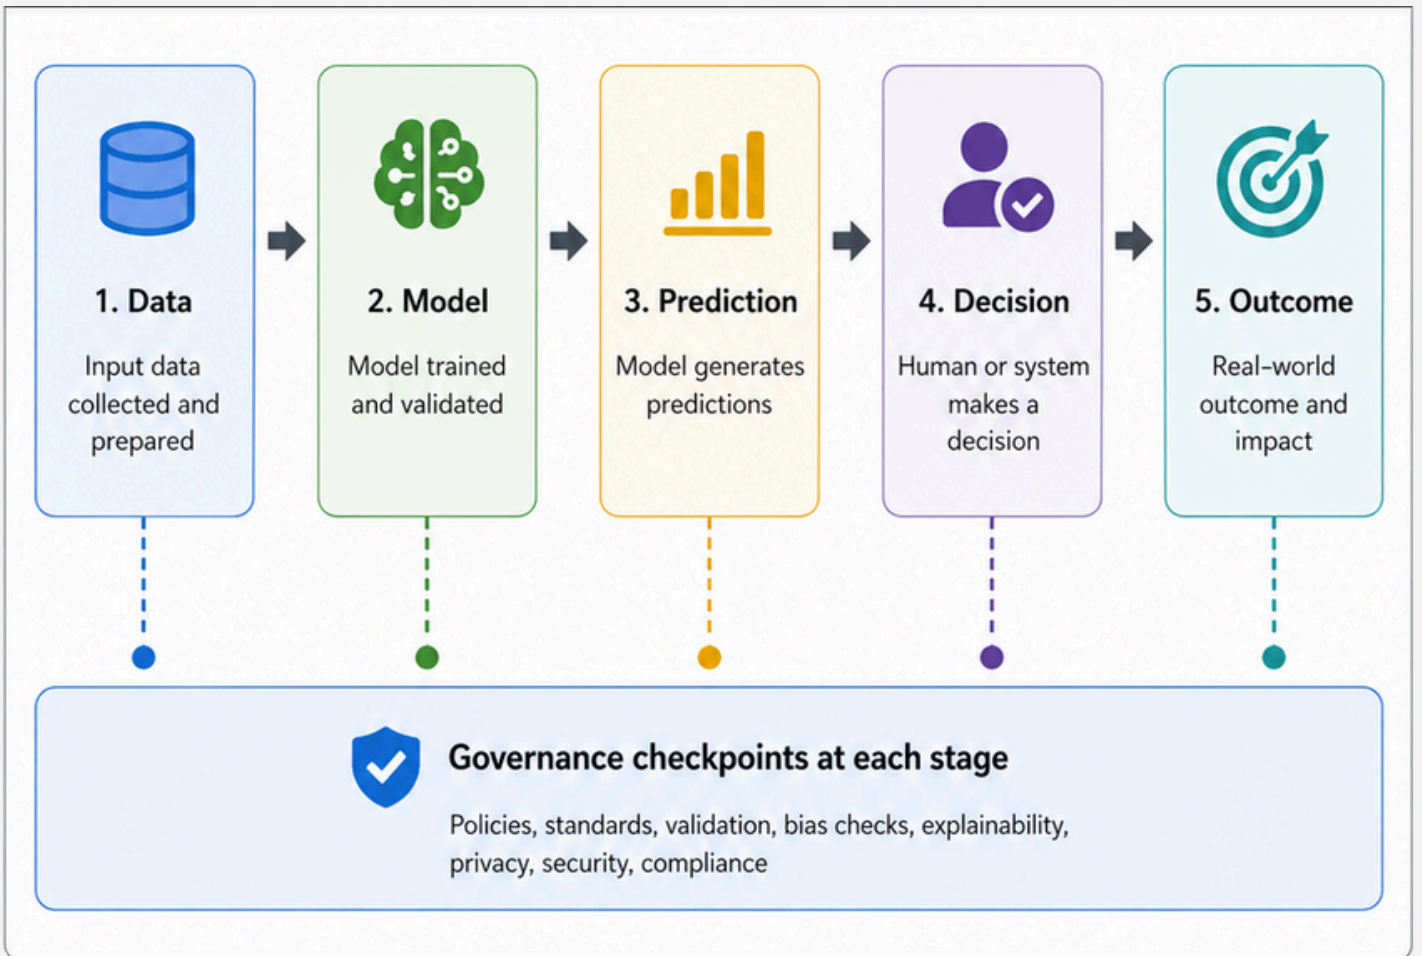 1. Data
Input data
collected and
prepared
2. Model
Model trained
and validated
3. Prediction
Model generates
predictions
4. Decision
Human or system
makes a
decision
5. Outcome
Real-world
outcome and
impact
Governance checkpoints at each stage
Policies, standards, validation, bias checks, explainability,
privacy, security, compliance